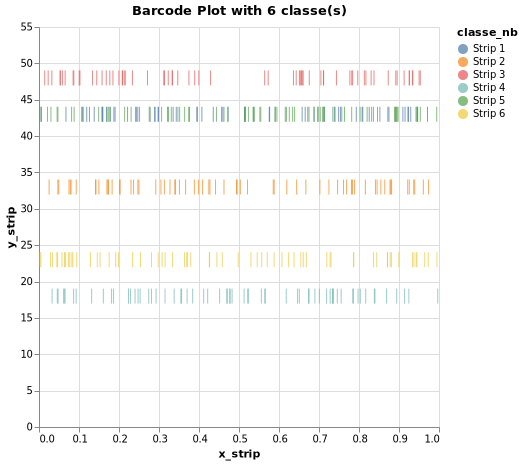 Barcode Plot with 6 classe(s)
classe_nb
Strip 1
Strip 2
Strip 3
Strip 4
Strip 5
Strip 6
y_strip
55
50
45
40
35
30
25
20
15
10
5
0
0.0 0.1 0.2 0.3 0.4 0.5 0.6 0.7 0.8 0.9 1.0
x_strip